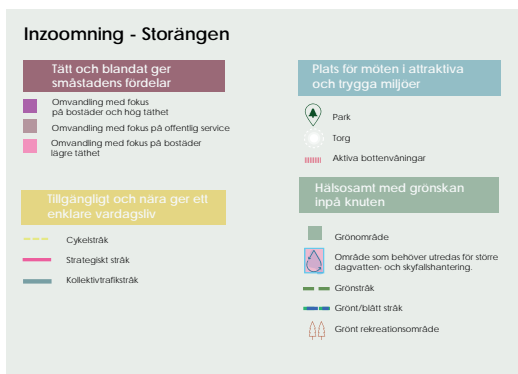 Inzoomning - Storängen
Tätt och blandat ger
småstadens fördelar
Omvandling med fokus
på bostäder och hög täthet
Omvandling med fokus på offentlig service
Omvandling med fokus på bostäder
lägre täthet
Tillgängligt och nära ger ett
enklare vardagsliv
Cykelstråk
Strategiskt stråk
Kollektivtrafikstråk
Plats för möten i attraktiva
och trygga miljöer
Park
Torg
Aktiva bottenvåningar
Hälsosamt med grönskan
inpå knuten
Grönområde
Område som behöver utredas för större
dagvatten- och skyfallshantering.
Grönstråk
Grönt/blått stråk
Grönt rekreationsområde